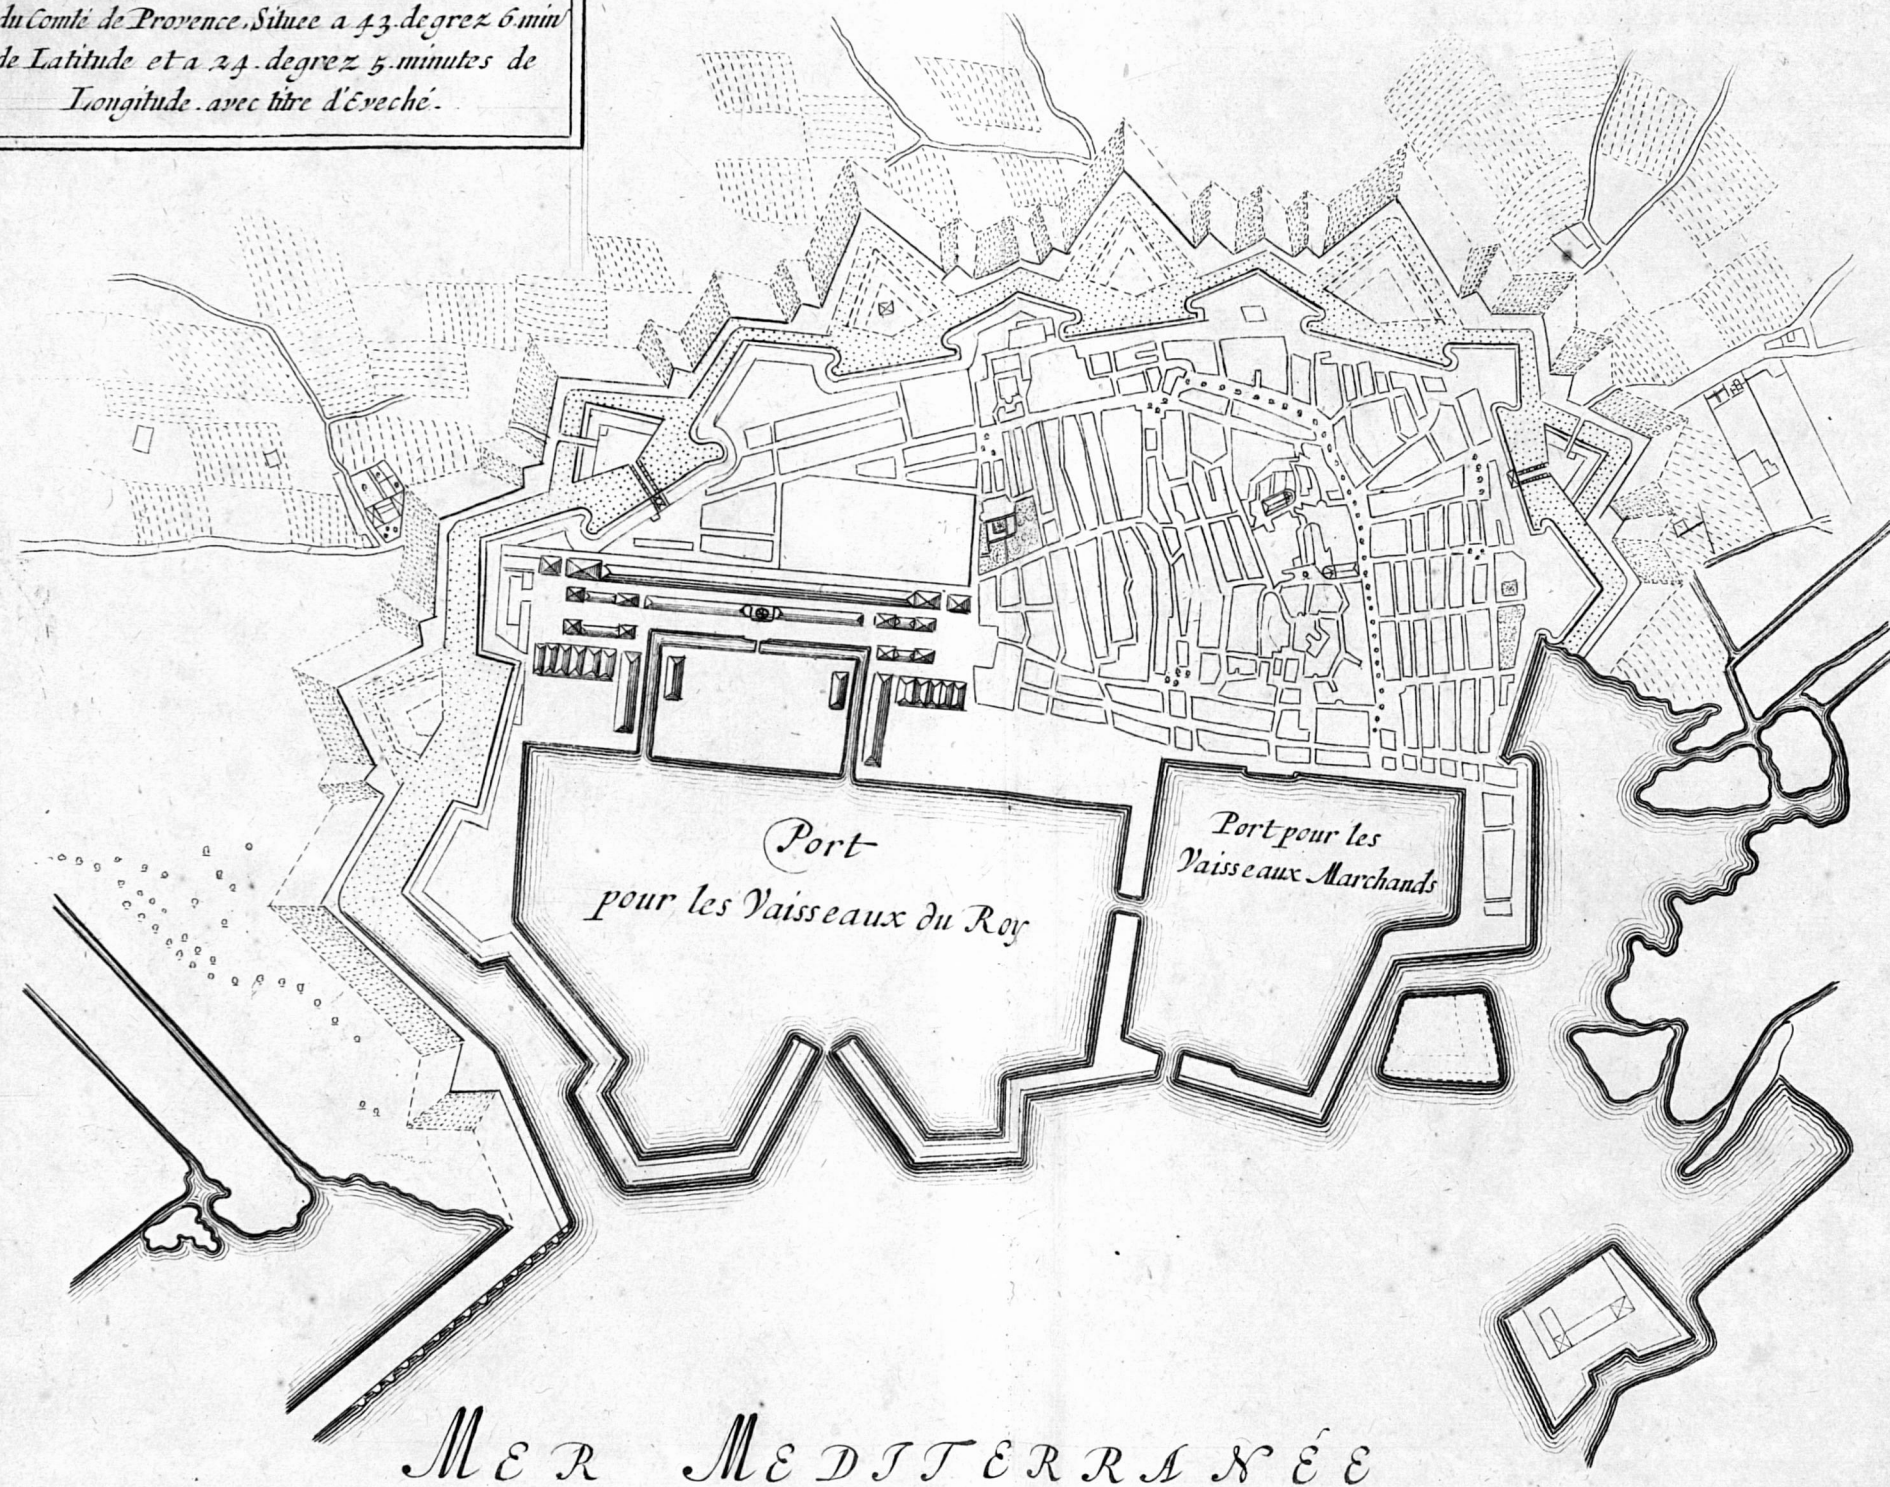 du Comté de Provence. Située a 43. degrez 6. min
de Latitude et a 24. degrez 5. minutes de
Longitude. avec titre d'Eveché.
Port
pour les Vaisseaux du Roy
Port pour les
Vaisseaux Marchands
MER MEDITERRANÉE